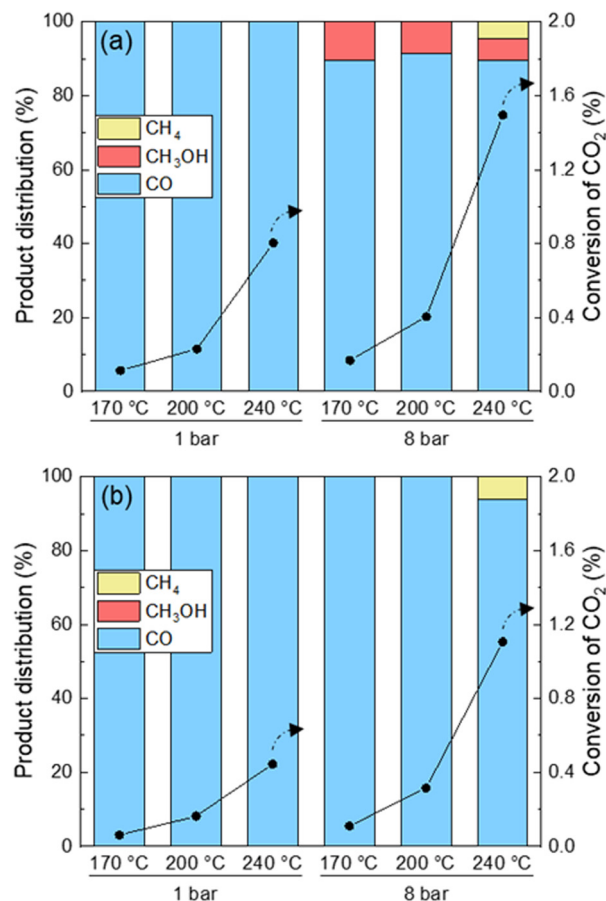 (a)
Product distribution (%)
100
80
60
40
20
0
CH₄
CH₃OH
CO
Conversion of CO₂ (%)
2.0
1.6
1.2
0.8
0.4
0.0
170 °C 200 °C 240 °C 170 °C 200 °C 240 °C
1 bar 8 bar
(b)
Product distribution (%)
100
80
60
40
20
0
CH₄
CH₃OH
CO
Conversion of CO₂ (%)
2.0
1.6
1.2
0.8
0.4
0.0
170 °C 200 °C 240 °C 170 °C 200 °C 240 °C
1 bar 8 bar